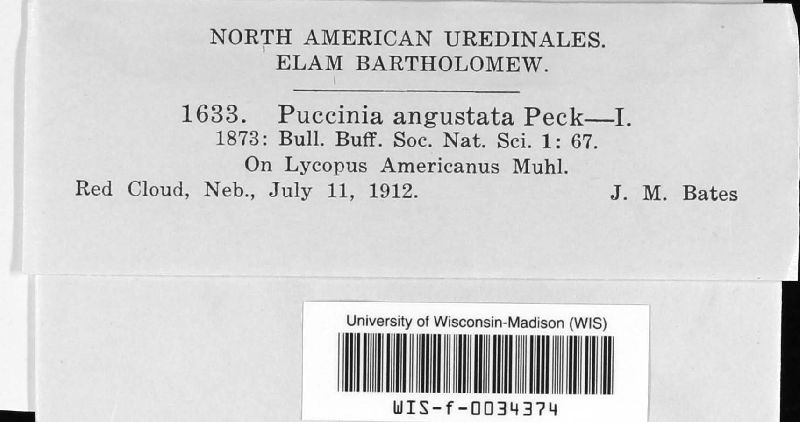 NORTH AMERICAN UREDINALES.
ELAM BARTHOLOMEW.
1633. Puccinia angustata Peck—I.
1873: Bull. Buff. Soc. Nat. Sci. 1: 67.
On Lycopus Americanus Muhl.
Red Cloud, Neb., July 11, 1912. J. M. Bates
University of Wisconsin-Madison (WIS)
WIS-f-0034374